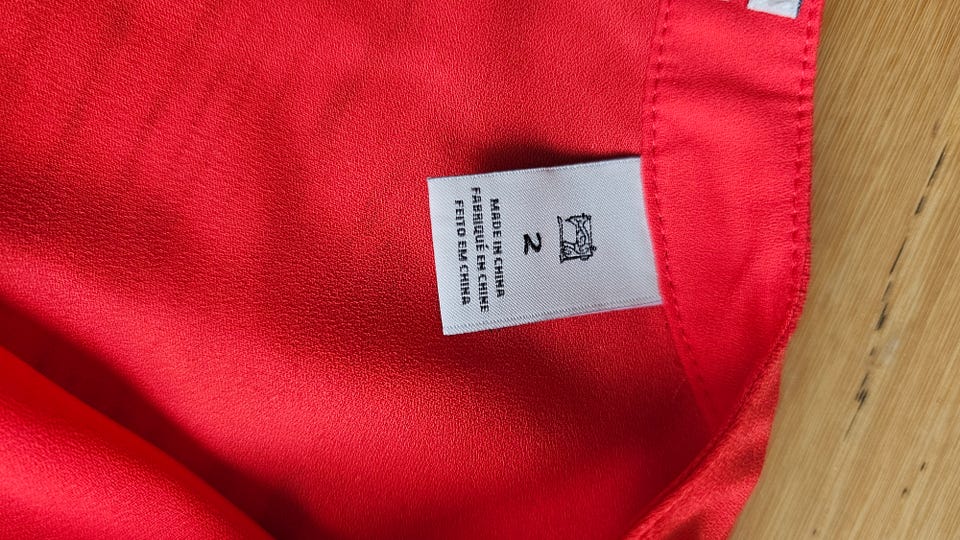 2
MADE IN CHINA
FABRIQUÉ EN CHINE
FEITO EM CHINA